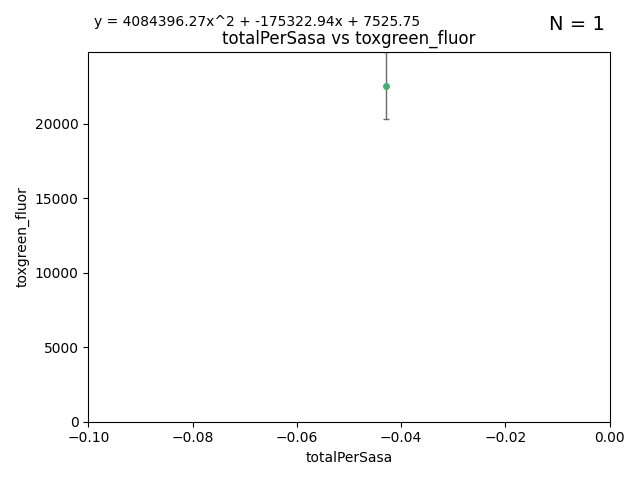 y = 4084396.27x^2 + -175322.94x + 7525.75
N = 1
totalPerSasa vs toxgreen_fluor
20000
15000
10000
5000
0
toxgreen_fluor
−0.10
−0.08
−0.06
−0.04
−0.02
0.00
totalPerSasa